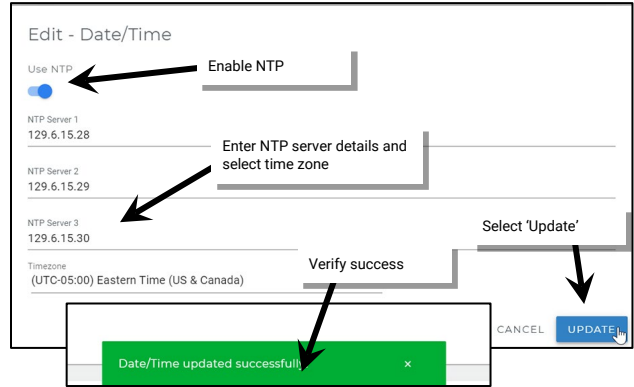 Edit - Date/Time
Use NTP
Enable NTP
NTP Server 1
129.6.15.28
Enter NTP server details and
select time zone
NTP Server 2
129.6.15.29
NTP Server 3
129.6.15.30
Select ‘Update’
Verify success
Timezone
(UTC-05:00) Eastern Time (US & Canada)
CANCEL UPDATE
Date/Time updated successfully ×